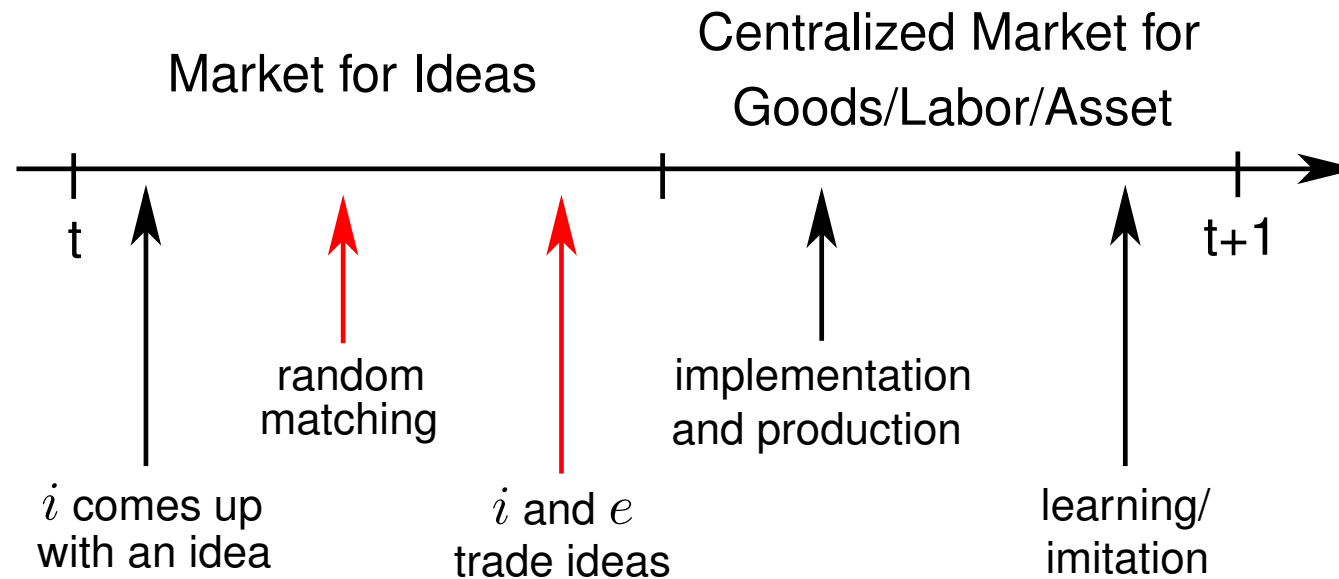 Market for Ideas
Centralized Market for
Goods/Labor/Asset
t
t+1
random
matching
implementation
and production
i comes up
with an idea
i and e
trade ideas
learning/
imitation